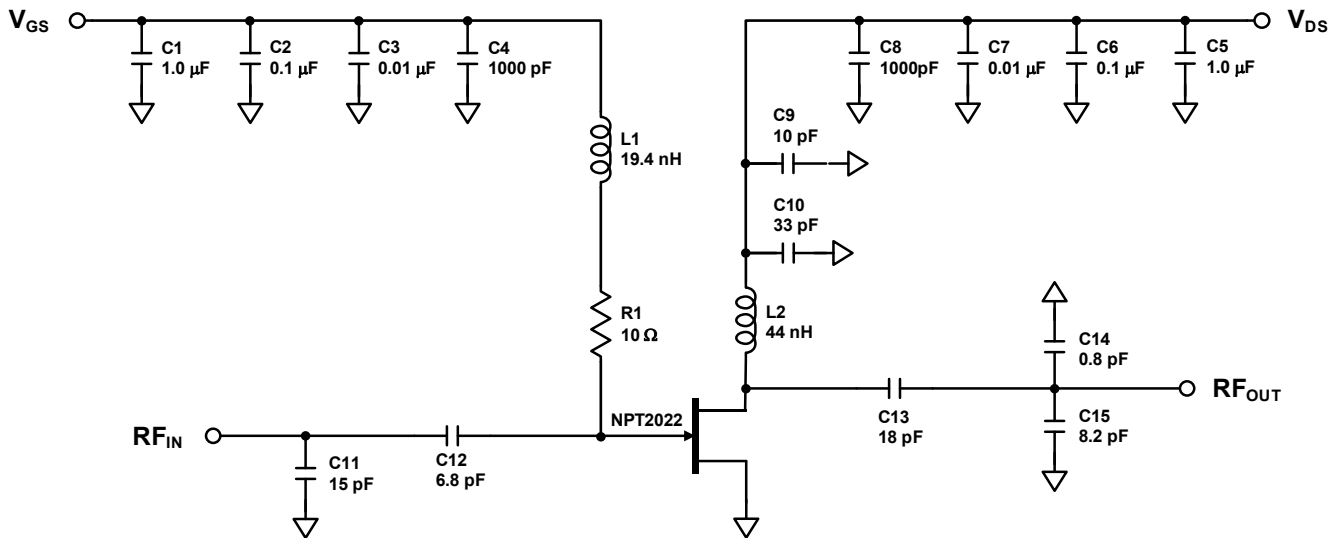 VGS
C1
1.0 μF
C2
0.1 μF
C3
0.01 μF
C4
1000 pF
C8
1000pF
C7
0.01 μF
C6
0.1 μF
C5
1.0 μF
VDS
L1
19.4 nH
C9
10 pF
C10
33 pF
R1
10 Ω
L2
44 nH
C14
0.8 pF
RFIN
C11
15 pF
C12
6.8 pF
NPT2022
C13
18 pF
RFOUT
C15
8.2 pF